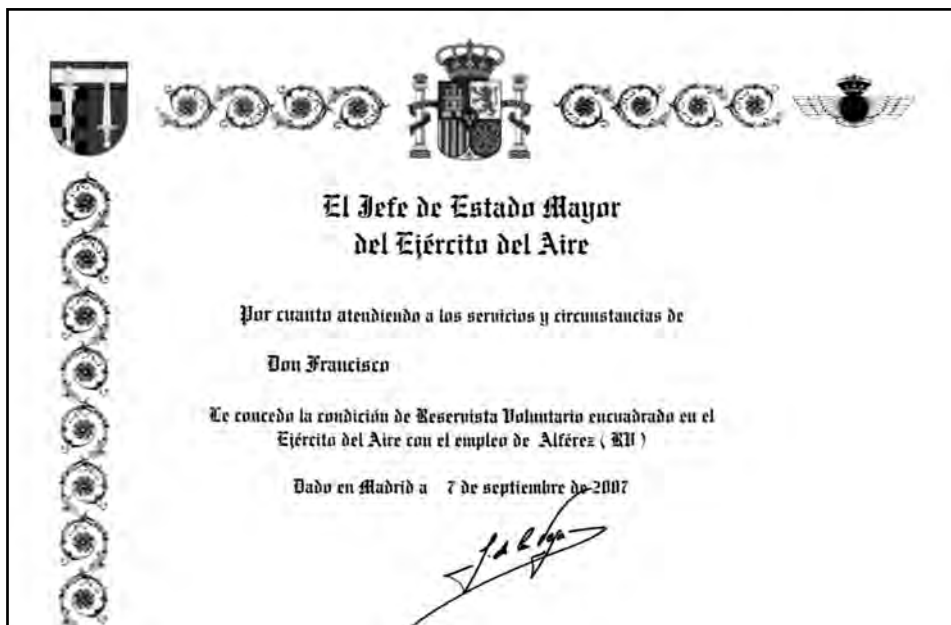 El Jefe de Estado Mayor
del Ejército del Aire
Por cuanto atendiendo a los servicios y circunstancias de
Don Francisco
Le concedo la condición de Reservista Voluntario encuadrado en el
Ejército del Aire con el empleo de Alférez ( RV )
Dado en Madrid a 7 de septiembre de 2007